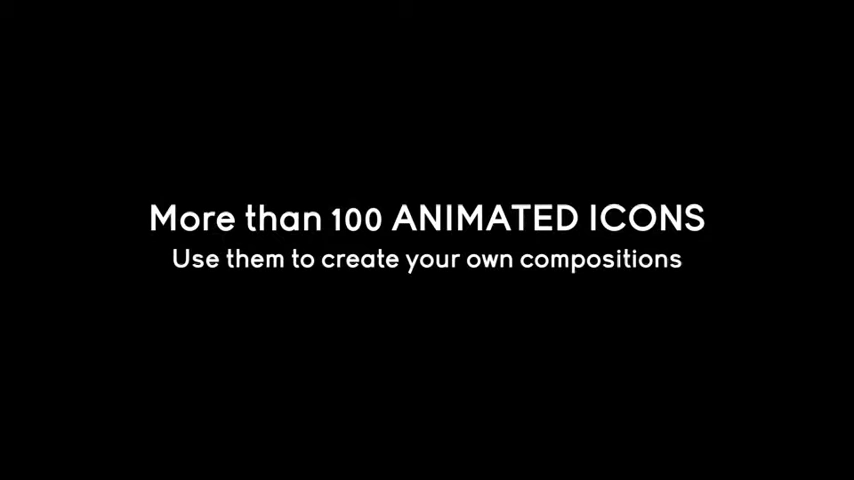 More than 100 ANIMATED ICONS
Use them to create your own compositions